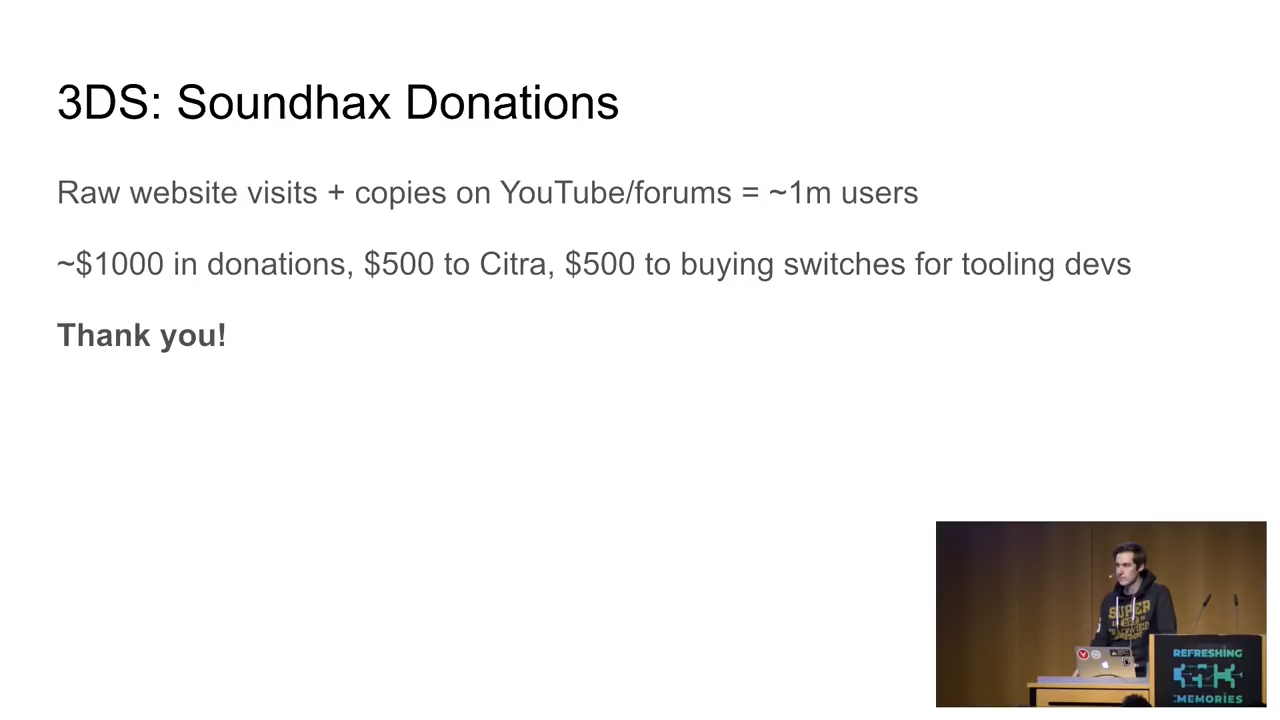 3DS: Soundhax Donations
Raw website visits + copies on YouTube/forums = ~1m users
~$1000 in donations, $500 to Citra, $500 to buying switches for tooling devs
Thank you!
SUPER
REFRESHING
MEMORIES